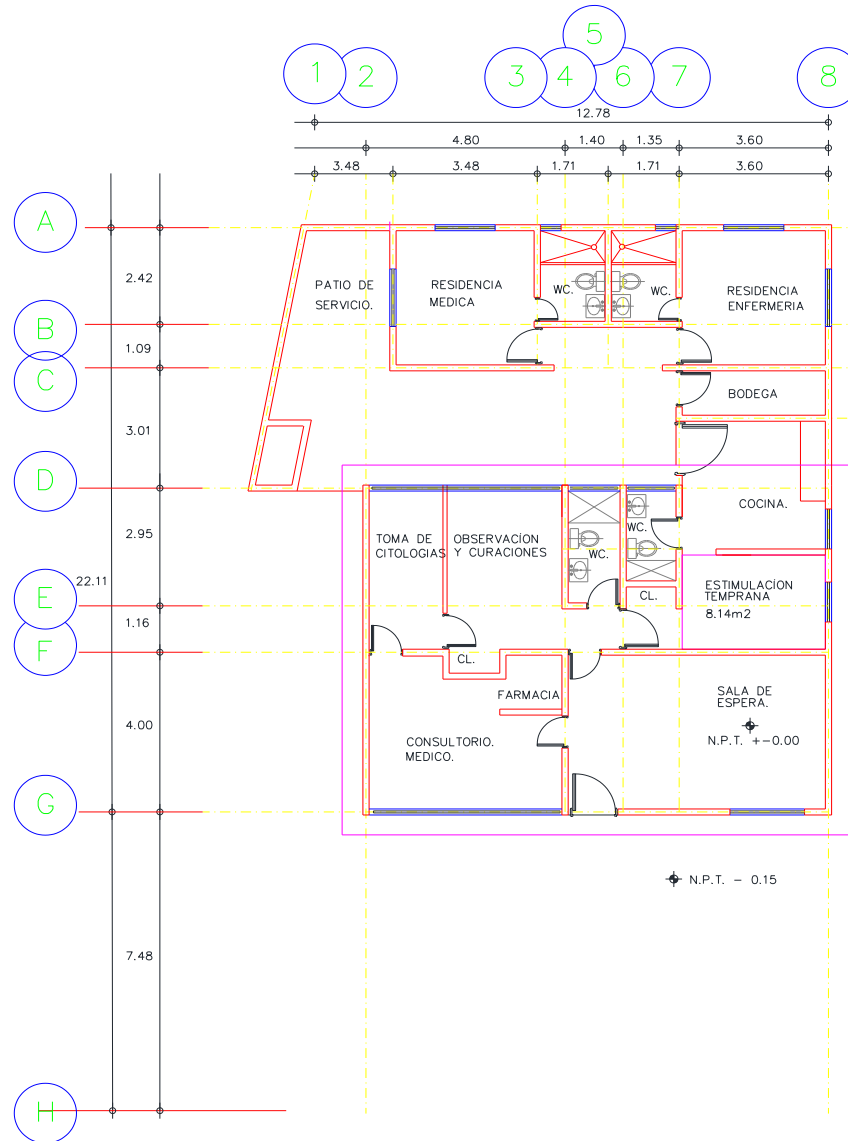 5
1 2 3 4 6 7 8
12.78
4.80 1.40 1.35 3.60
3.48 3.48 1.71 1.71 3.60
A
2.42
PATIO DE
SERVICIO.
RESIDENCIA
MEDICA
WC.
WC.
RESIDENCIA
ENFERMERIA
B
1.09
C
BODEGA
3.01
D
COCINA.
2.95
TOMA DE
CITOLOGIAS
OBSERVACION
Y CURACIONES
WC.
WC.
22.11
E
ESTIMULACION
TEMPRANA
8.14m2
CL.
1.16
F
CL.
FARMACIA
SALA DE
ESPERA.
4.00
N.P.T. +-0.00
CONSULTORIO.
MEDICO.
G
N.P.T. - 0.15
7.48
H